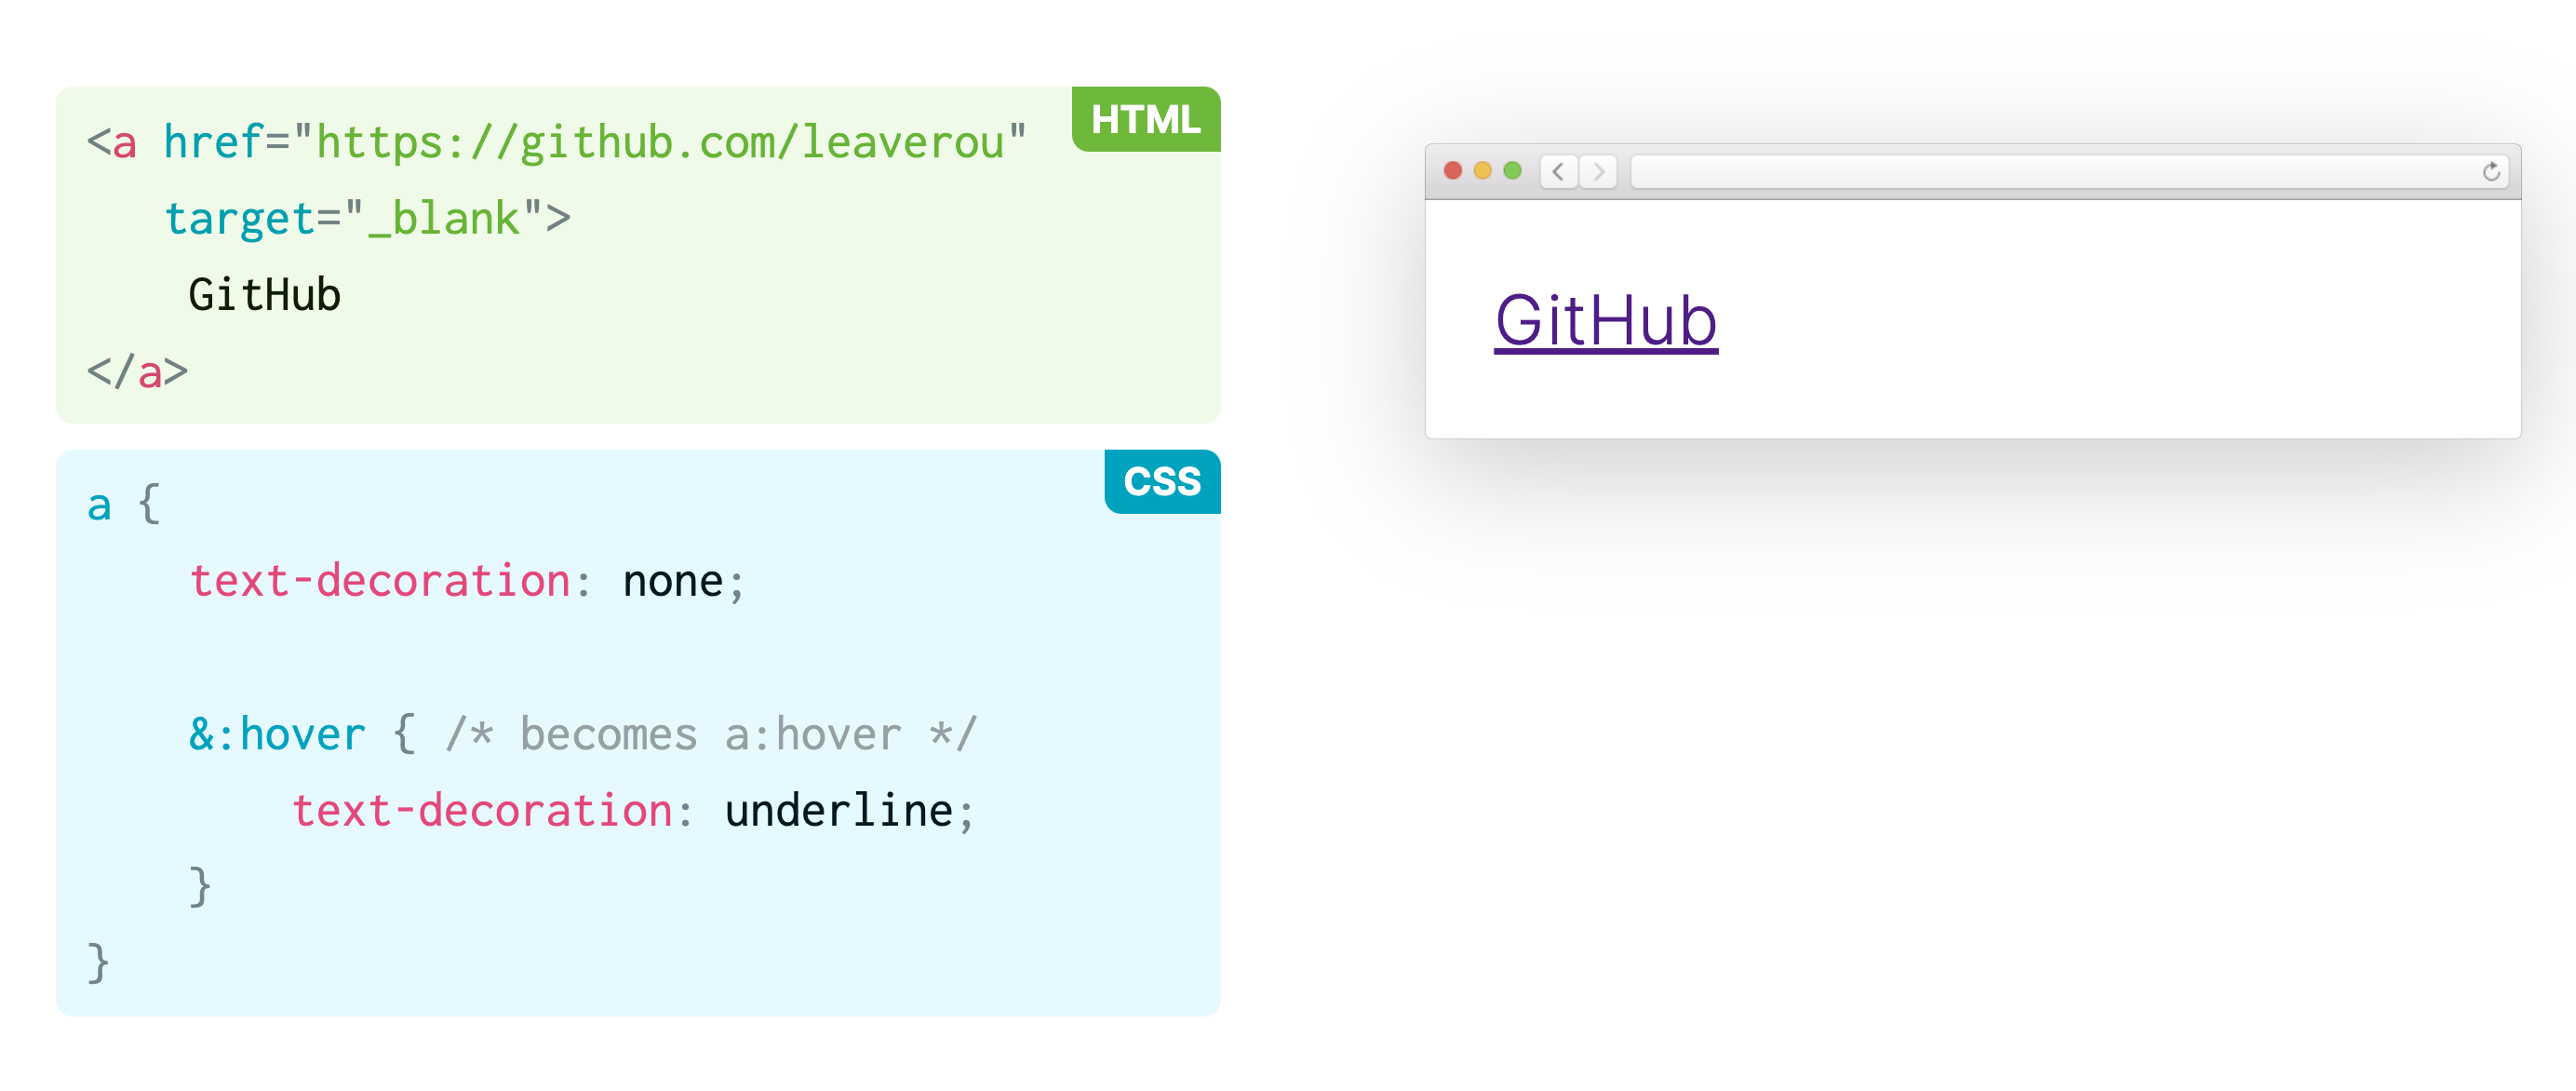 HTML
<a href="https://github.com/leaverou"
target="_blank">
GitHub
</a>
CSS
a {
text-decoration: none;
&:hover { /* becomes a:hover */
text-decoration: underline;
}
}
GitHub